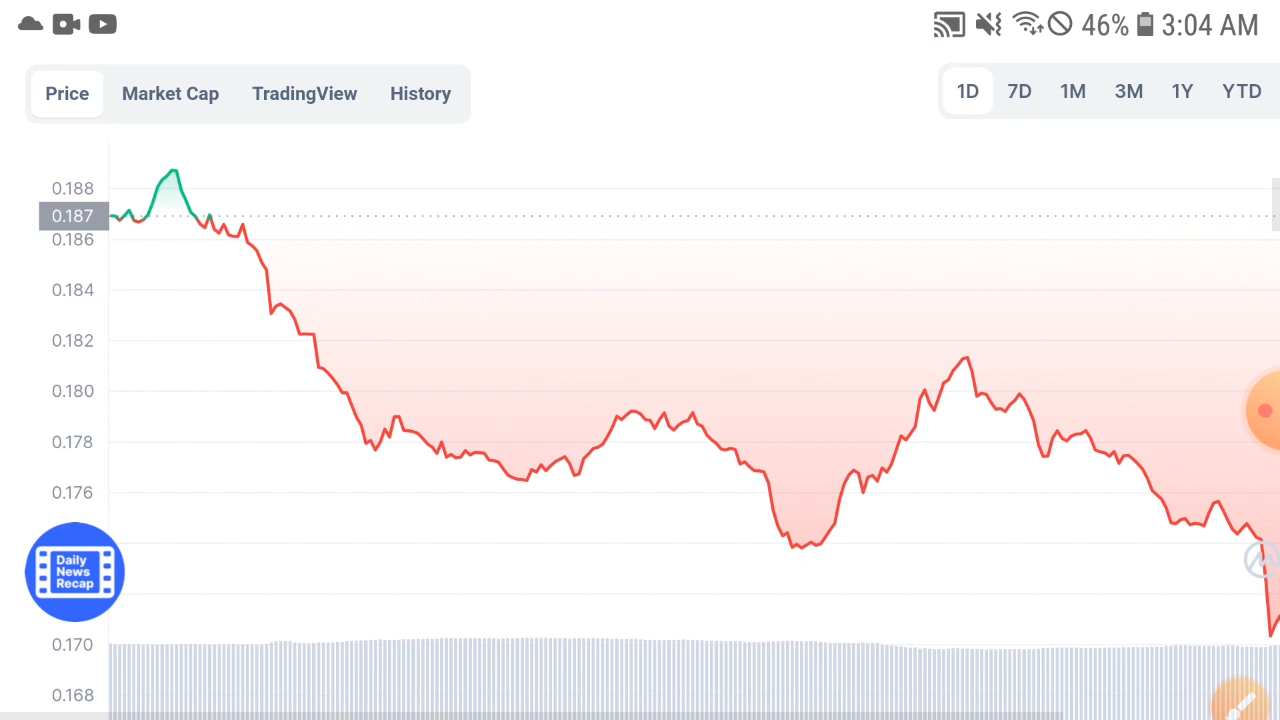 46% 3:04 AM
Price Market Cap TradingView History
1D 7D 1M 3M 1Y YTD
0.188
0.187
0.186
0.184
0.182
0.180
0.178
0.176
Daily
News
Recap
0.170
0.168